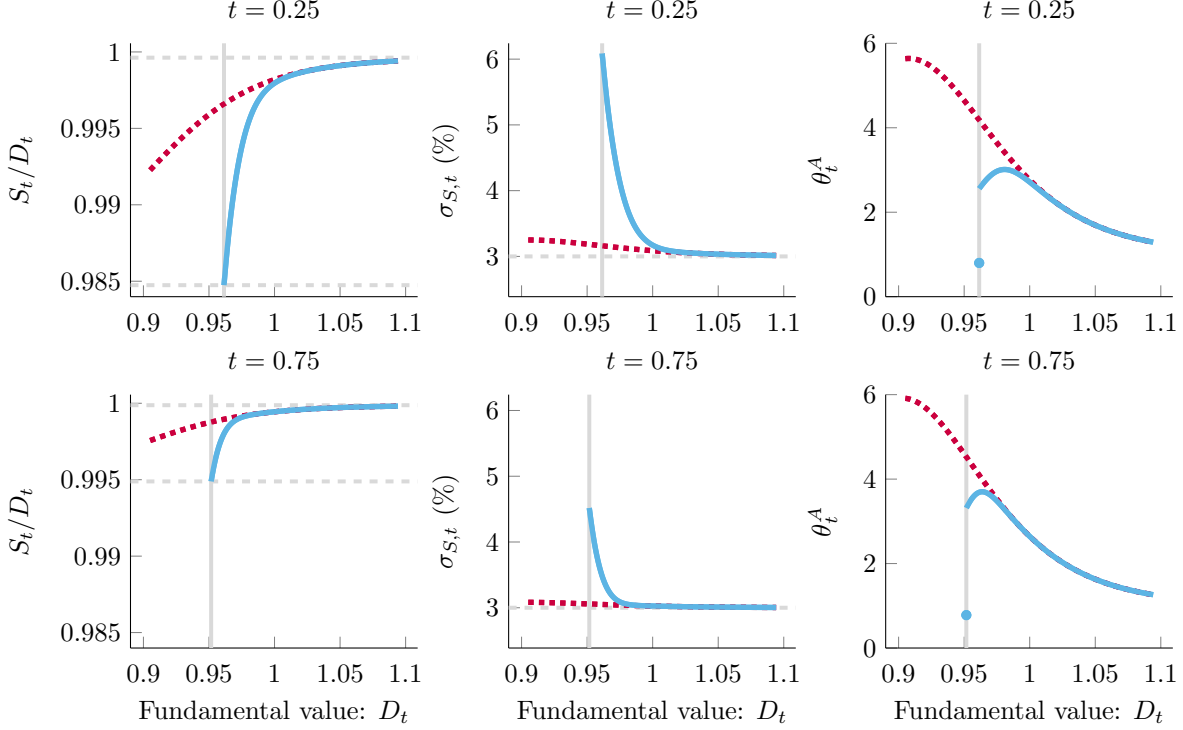 t = 0.25
t = 0.25
t = 0.25
S_t/D_t
1
0.995
0.99
0.985
0.9 0.95 1 1.05 1.1
σ_{S,t} (%)
6
5
4
3
0.9 0.95 1 1.05 1.1
θ_t^A
6
4
2
0
0.9 0.95 1 1.05 1.1
t = 0.75
t = 0.75
t = 0.75
S_t/D_t
1
0.995
0.99
0.985
0.9 0.95 1 1.05 1.1
Fundamental value: D_t
σ_{S,t} (%)
6
5
4
3
0.9 0.95 1 1.05 1.1
Fundamental value: D_t
θ_t^A
6
4
2
0
0.9 0.95 1 1.05 1.1
Fundamental value: D_t